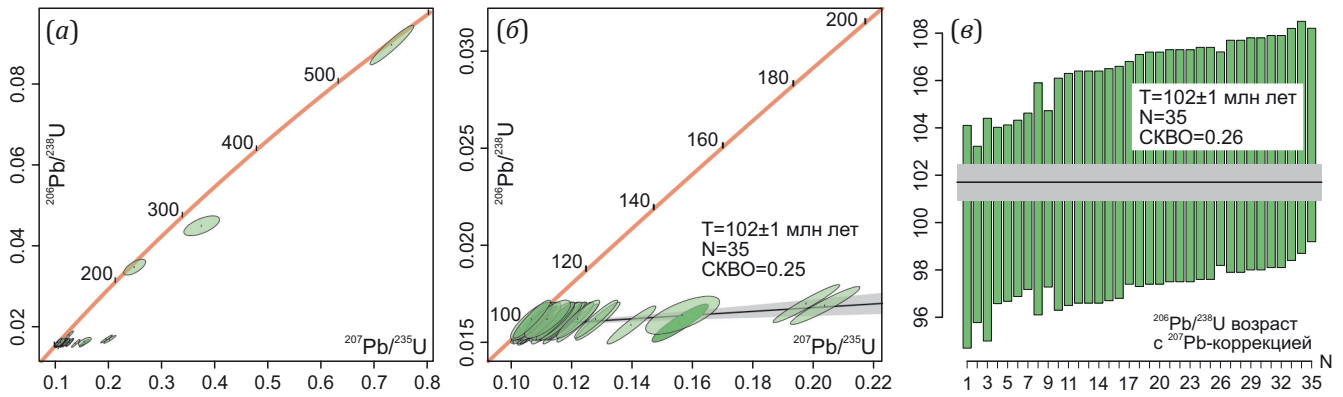 (а)
0.08
0.06
0.04
0.02
²⁰⁶Pb/²³⁸U
200
300
400
500
²⁰⁷Pb/²³⁵U
0.1 0.2 0.3 0.4 0.5 0.6 0.7 0.8
(б)
0.030
0.025
0.020
0.015
²⁰⁶Pb/²³⁸U
100
120
140
160
180
200
T=102±1 млн лет
N=35
СКВО=0.25
²⁰⁷Pb/²³⁵U
0.10 0.12 0.14 0.16 0.18 0.20 0.22
(в)
108
106
104
102
100
98
96
T=102±1 млн лет
N=35
СКВО=0.26
²⁰⁶Pb/²³⁸U возраст
с ²⁰⁷Pb-коррекцией
N
1 3 5 7 9 11 14 17 20 23 26 29 32 35